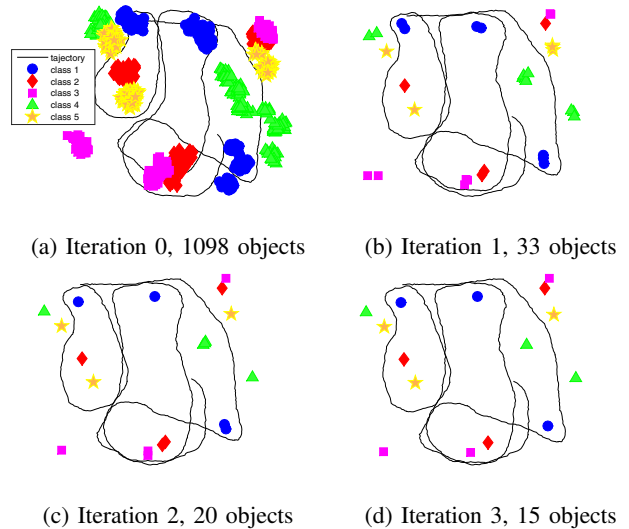 tajectory
class 1
class 2
class 3
class 4
class 5
(a) Iteration 0, 1098 objects
(b) Iteration 1, 33 objects
(c) Iteration 2, 20 objects
(d) Iteration 3, 15 objects